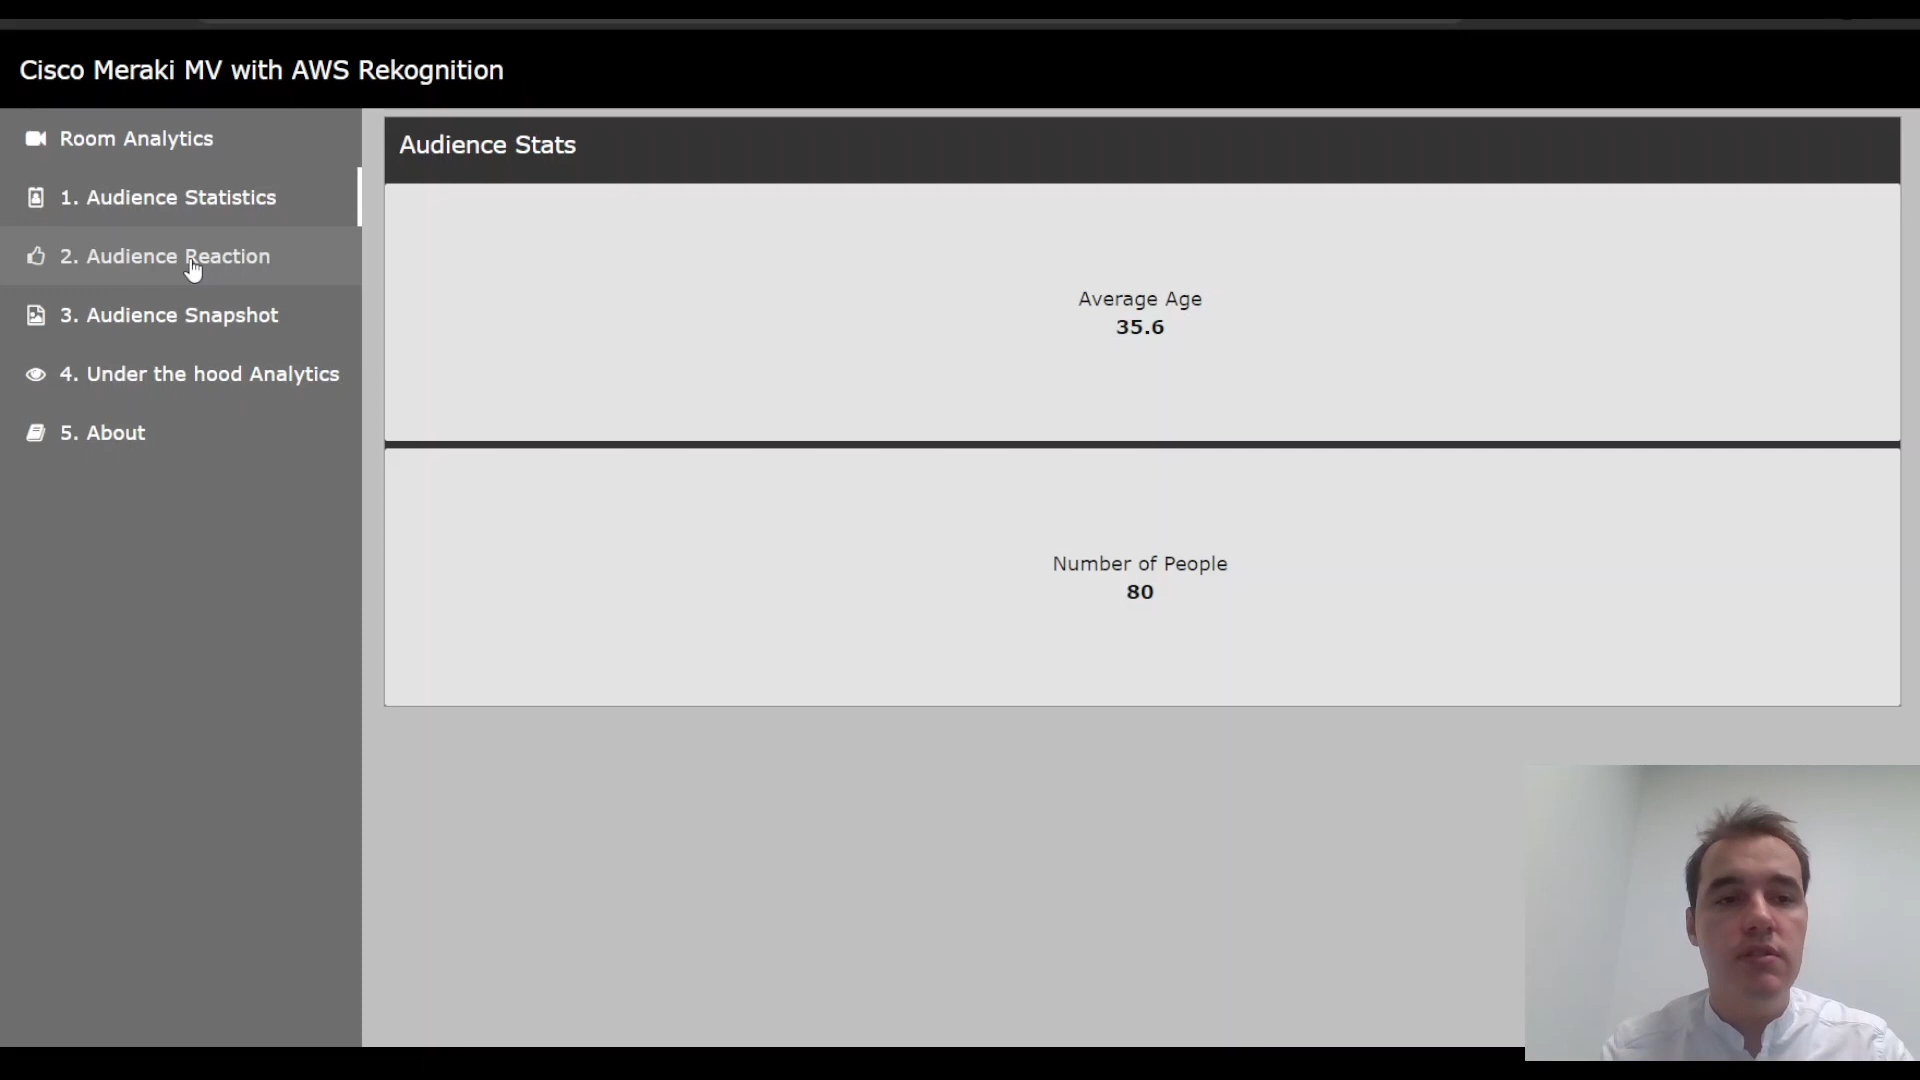 Cisco Meraki MV with AWS Rekognition
Room Analytics
1. Audience Statistics
2. Audience Reaction
3. Audience Snapshot
4. Under the hood Analytics
5. About
Audience Stats
Average Age
35.6
Number of People
80